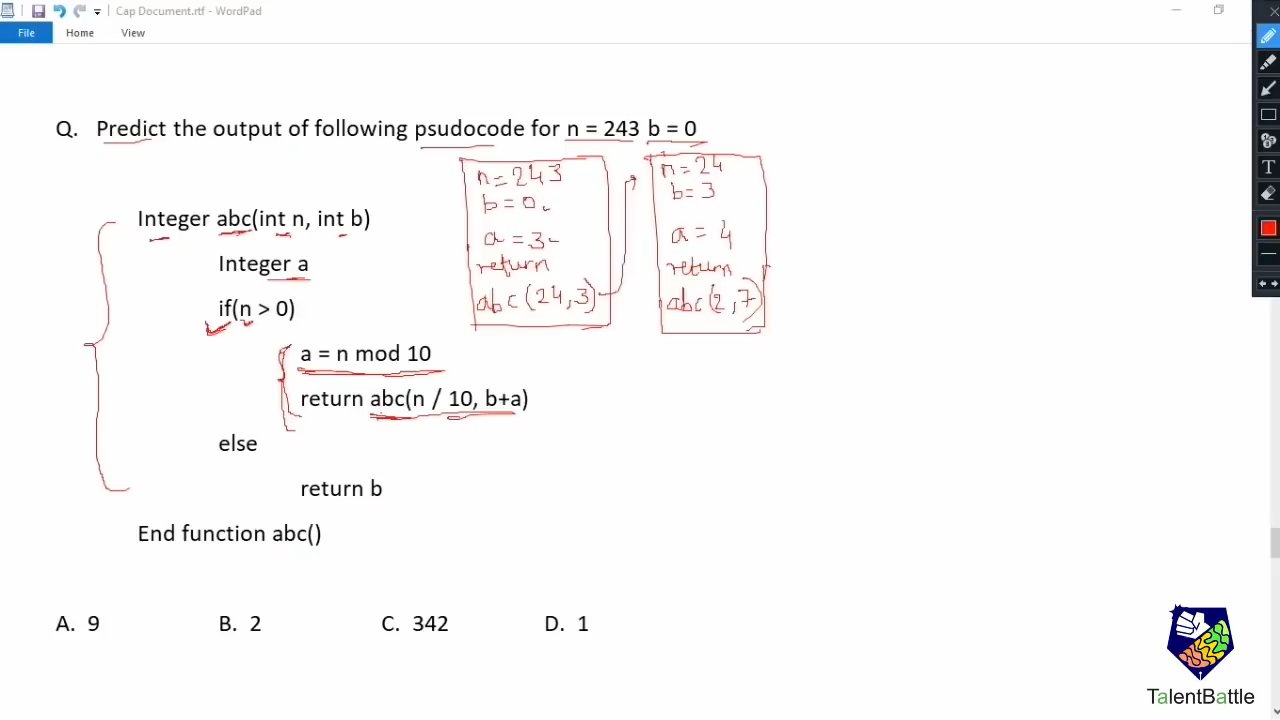 Cap Document.rtf - WordPad
File Home View
Q. Predict the output of following psudocode for n = 243 b = 0
n=243
b=0
a=3
return
abc(24,3)
n=24
b=3
a=4
return
abc(2,7)
Integer abc(int n, int b)
Integer a
if(n > 0)
a = n mod 10
return abc(n / 10, b+a)
else
return b
End function abc()
A. 9 B. 2 C. 342 D. 1
T
TalentBattle